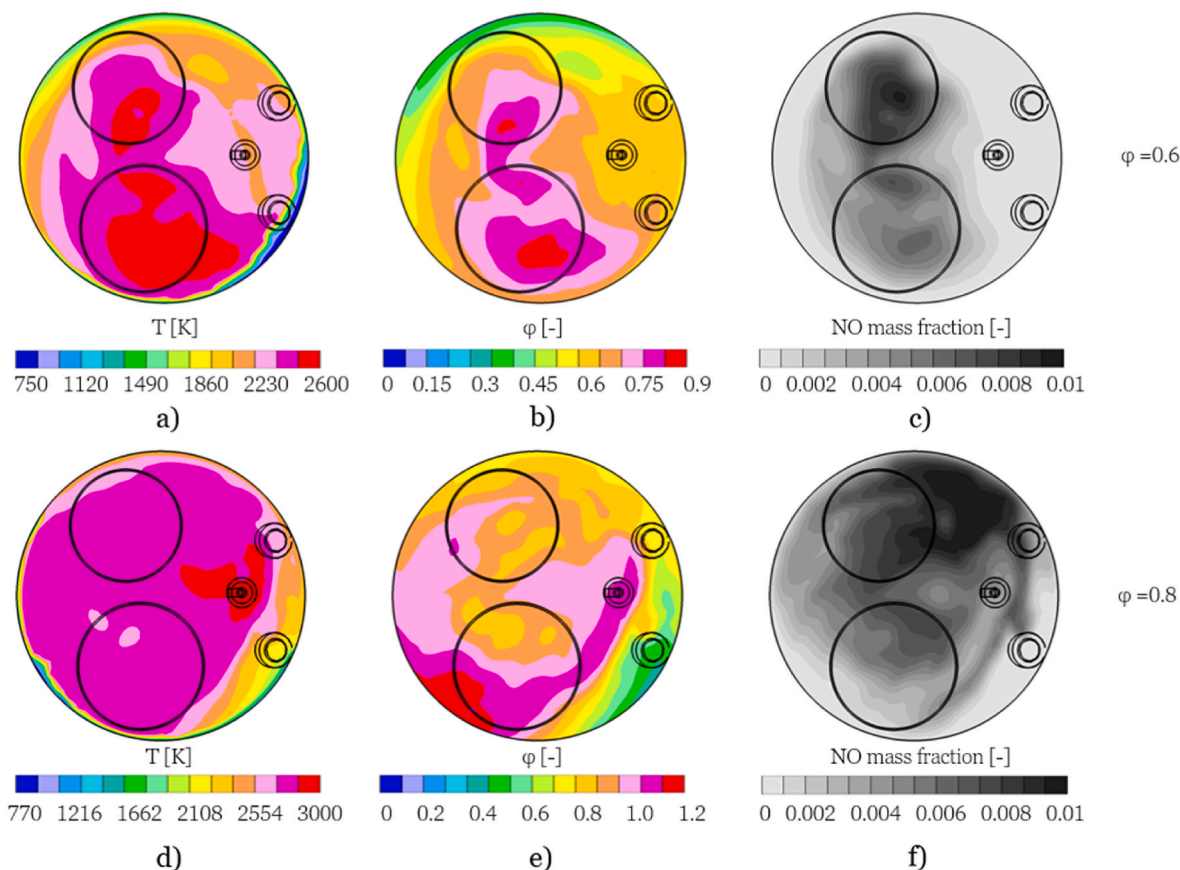 φ =0.6
T [K]
φ [-]
NO mass fraction [-]
750 1120 1490 1860 2230 2600
0 0.15 0.3 0.45 0.6 0.75 0.9
0 0.002 0.004 0.006 0.008 0.01
a)
b)
c)
φ =0.8
T [K]
φ [-]
NO mass fraction [-]
770 1216 1662 2108 2554 3000
0 0.2 0.4 0.6 0.8 1.0 1.2
0 0.002 0.004 0.006 0.008 0.01
d)
e)
f)